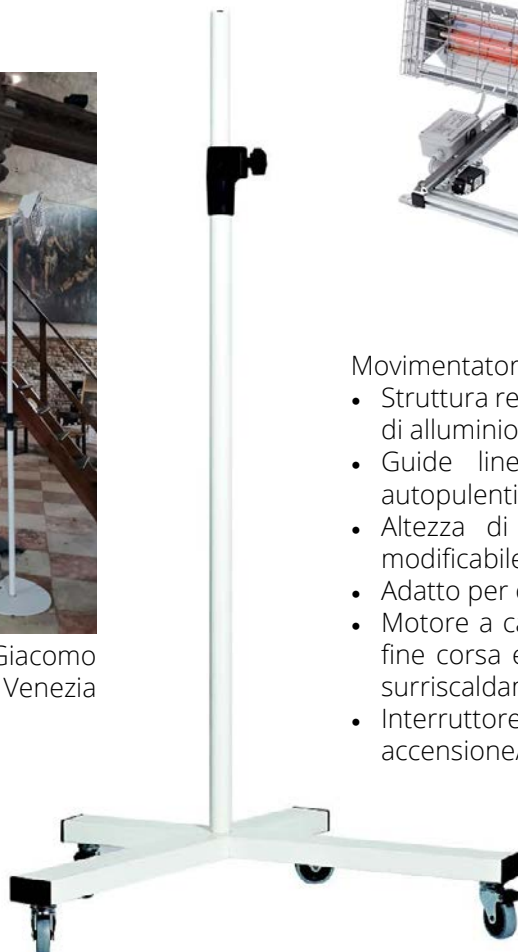 Giacomo
Venezia
Movimentator
• Struttura re
di alluminio
• Guide line
autopulenti
• Altezza di
modificabile
• Adatto per
• Motore a ca
fine corsa e
surriscaldar
• Interruttore
accensione/